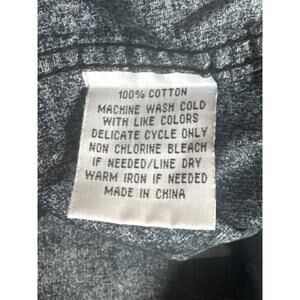 100% COTTON
MACHINE WASH COLD
WITH LIKE COLORS
DELICATE CYCLE ONLY
NON CHLORINE BLEACH
IF NEEDED/LINE DRY
WARM IRON IF NEEDED
MADE IN CHINA